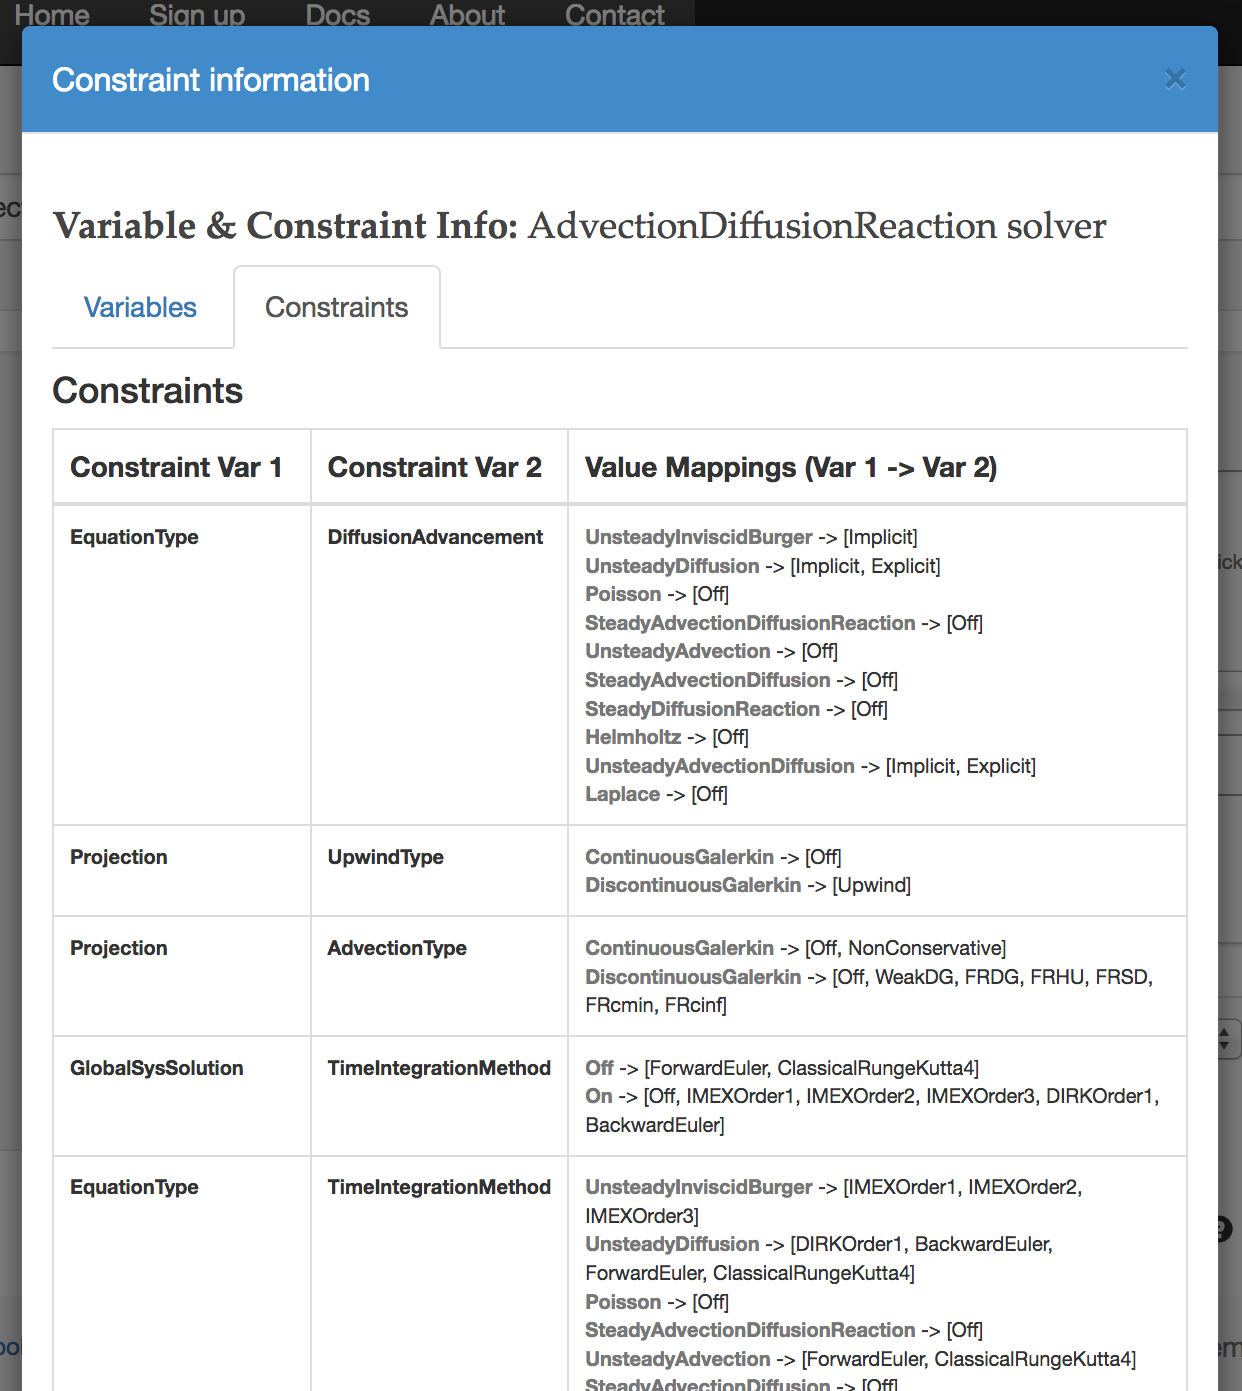 Home Sign up Docs About Contact
Constraint information
×
Variable & Constraint Info: AdvectionDiffusionReaction solver
Variables Constraints
Constraints
Constraint Var 1 Constraint Var 2 Value Mappings (Var 1 -> Var 2)
EquationType DiffusionAdvancement UnsteadyInviscidBurger -> [Implicit]
UnsteadyDiffusion -> [Implicit, Explicit]
Poisson -> [Off]
SteadyAdvectionDiffusionReaction -> [Off]
UnsteadyAdvection -> [Off]
SteadyAdvectionDiffusion -> [Off]
SteadyDiffusionReaction -> [Off]
Helmholtz -> [Off]
UnsteadyAdvectionDiffusion -> [Implicit, Explicit]
Laplace -> [Off]
Projection UpwindType ContinuousGalerkin -> [Off]
DiscontinuousGalerkin -> [Upwind]
Projection AdvectionType ContinuousGalerkin -> [Off, NonConservative]
DiscontinuousGalerkin -> [Off, WeakDG, FRDG, FRHU, FRSD,
FRcmin, FRcinf]
GlobalSysSolution TimeIntegrationMethod Off -> [ForwardEuler, ClassicalRungeKutta4]
On -> [Off, IMEXOrder1, IMEXOrder2, IMEXOrder3, DIRKOrder1,
BackwardEuler]
EquationType TimeIntegrationMethod UnsteadyInviscidBurger -> [IMEXOrder1, IMEXOrder2,
IMEXOrder3]
UnsteadyDiffusion -> [DIRKOrder1, BackwardEuler,
ForwardEuler, ClassicalRungeKutta4]
Poisson -> [Off]
SteadyAdvectionDiffusionReaction -> [Off]
UnsteadyAdvection -> [ForwardEuler, ClassicalRungeKutta4]
SteadyAdvectionDiffusion -> [Off]